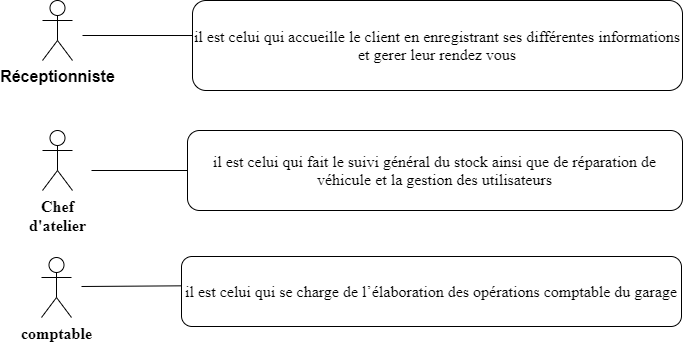 il est celui qui accueille le client en enregistrant ses différentes informations
et gerer leur rendez vous
Réceptionniste
il est celui qui fait le suivi général du stock ainsi que de réparation de
véhicule et la gestion des utilisateurs
Chef
d'atelier
il est celui qui se charge de l’élaboration des opérations comptable du garage
comptable